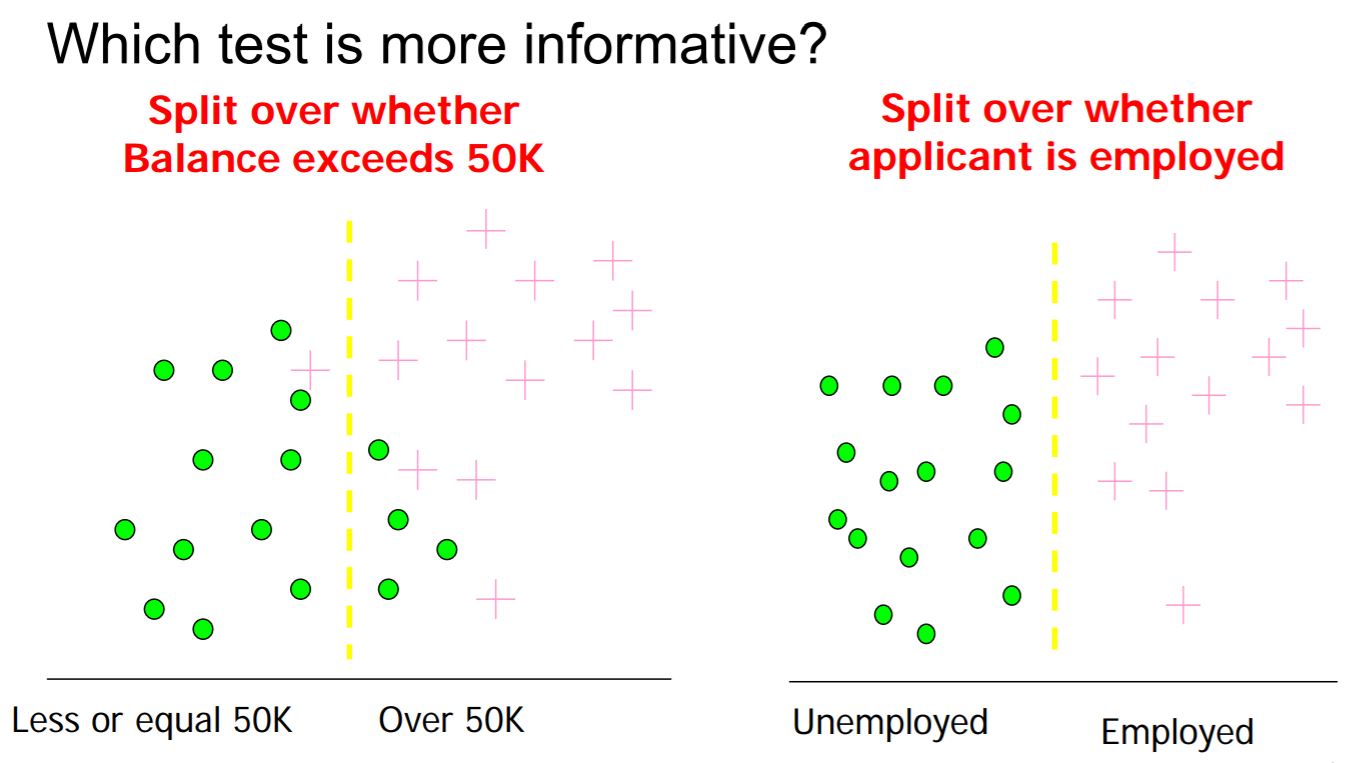 Which test is more informative?
Split over whether
Balance exceeds 50K
Split over whether
applicant is employed
Less or equal 50K
Over 50K
Unemployed
Employed